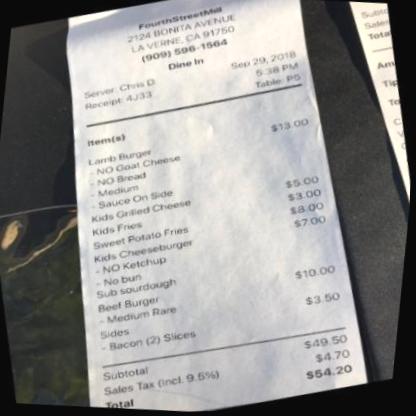 FourthStreetMill
2124 BONITA AVENUE
LA VERNE, CA 91750
(909) 596-1564
Dine In
Server: Chris D Sep 29, 2018
Receipt: 4J33 5:38 PM
Table: P5
Item(s)
Lamb Burger $13.00
- NO Goat Cheese
- NO Bread
- Medium
- Sauce On Side
Kids Grilled Cheese $5.00
Kids Fries $3.00
Sweet Potato Fries $8.00
Kids Cheeseburger $7.00
- NO Ketchup
- No bun
Sub sourdough
Beef Burger $10.00
- Medium Rare
Sides $3.50
- Bacon (2) Slices
Subtotal $49.50
Sales Tax (incl. 9.5%) $4.70
Total $54.20
Subto
Sales
Total
Am
Tip
To